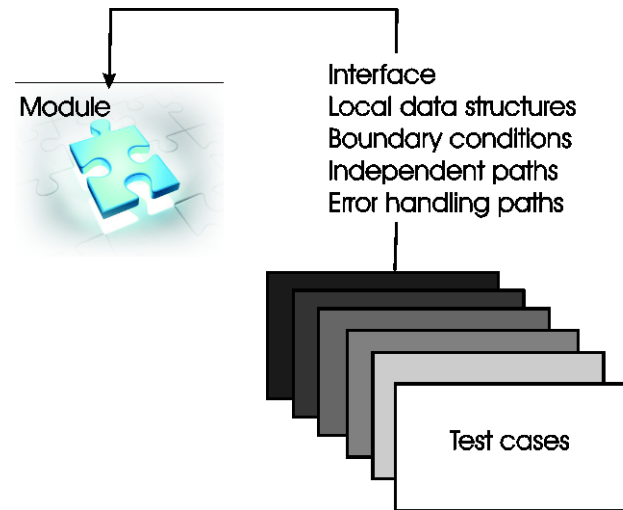 Module
Interface
Local data structures
Boundary conditions
Independent paths
Error handling paths
Test cases